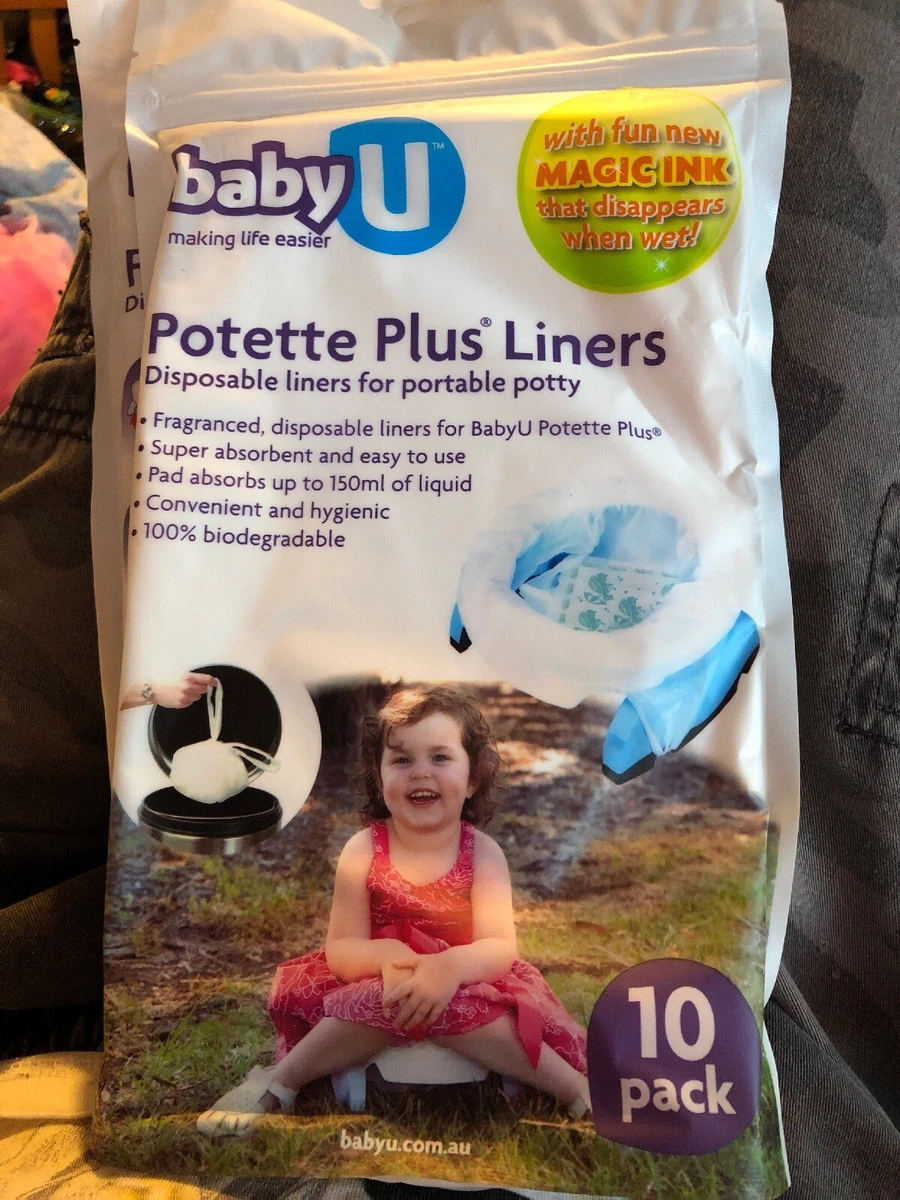 babyU™
making life easier
with fun new
MAGIC INK
that disappears
when wet!
Potette Plus® Liners
Disposable liners for portable potty
• Fragranced, disposable liners for BabyU Potette Plus®
• Super absorbent and easy to use
• Pad absorbs up to 150ml of liquid
• Convenient and hygienic
• 100% biodegradable
10
pack
babyu.com.au